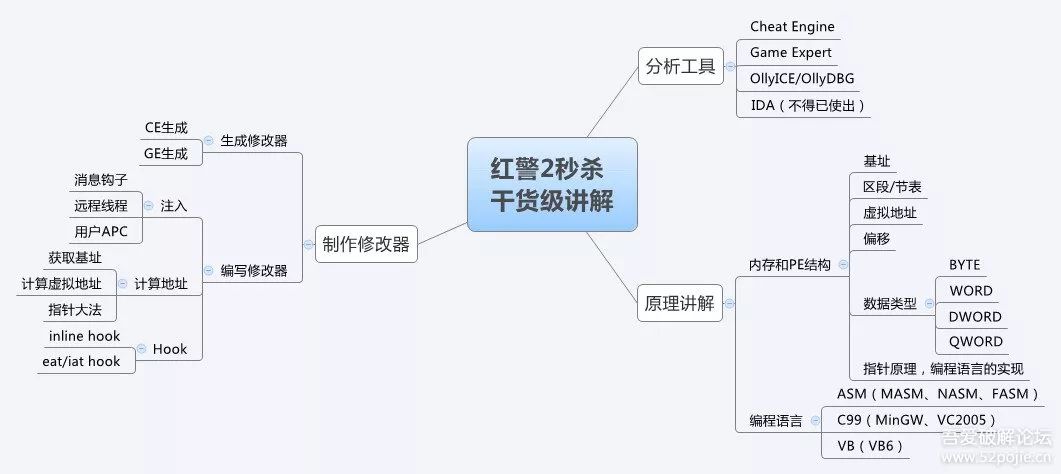 红警2秒杀
干货级讲解
分析工具
Cheat Engine
Game Expert
OllyICE/OllyDBG
IDA（不得已使出）
原理讲解
内存和PE结构
基址
区段/节表
虚拟地址
偏移
数据类型
BYTE
WORD
DWORD
QWORD
指针原理，编程语言的实现
编程语言
ASM（MASM、NASM、FASM）
C99（MinGW、VC2005）
VB（VB6）
制作修改器
生成修改器
CE生成
GE生成
编写修改器
注入
消息钩子
远程线程
用户APC
计算地址
获取基址
计算虚拟地址
指针大法
Hook
inline hook
eat/iat hook
吾爱破解论坛
www.52pojie.cn